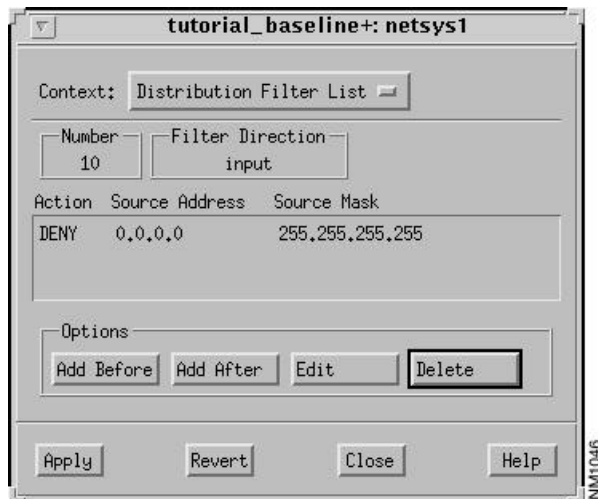 tutorial_baseline+: netsys1
Context: Distribution Filter List
Number Filter Direction
10 input
Action Source Address Source Mask
DENY 0.0.0.0 255.255.255.255
Options
Add Before Add After Edit Delete
Apply Revert Close Help
NM1046